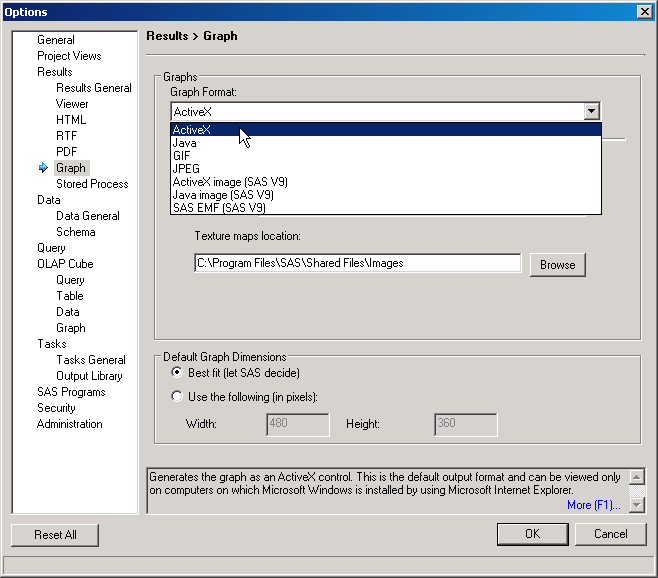 Options
General
Project Views
Results
Results General
Viewer
HTML
RTF
PDF
Graph
Stored Process
Data
Data General
Schema
Query
OLAP Cube
Query
Table
Data
Graph
Tasks
Tasks General
Output Library
SAS Programs
Security
Administration
Results > Graph
Graphs
Graph Format:
ActiveX
ActiveX
Java
GIF
JPEG
ActiveX image (SAS V9)
Java image (SAS V9)
SAS EMF (SAS V9)
Texture maps location:
C:\Program Files\SAS\Shared Files\Images
Browse
Default Graph Dimensions
Best fit (let SAS decide)
Use the following (in pixels):
Width: 480 Height: 360
Generates the graph as an ActiveX control. This is the default output format and can be viewed only
on computers on which Microsoft Windows is installed by using Microsoft Internet Explorer.
More (F1)...
Reset All
OK
Cancel